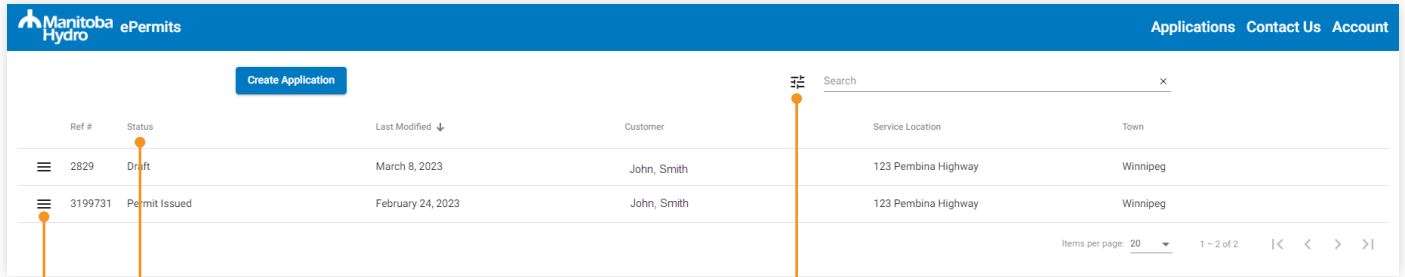 Manitoba Hydro ePermits Applications Contact Us Account
Create Application Search ×
Ref # Status Last Modified ↓ Customer Service Location Town
2829 Draft March 8, 2023 John, Smith 123 Pembina Highway Winnipeg
3199731 Permit Issued February 24, 2023 John, Smith 123 Pembina Highway Winnipeg
Items per page: 20 1 – 2 of 2